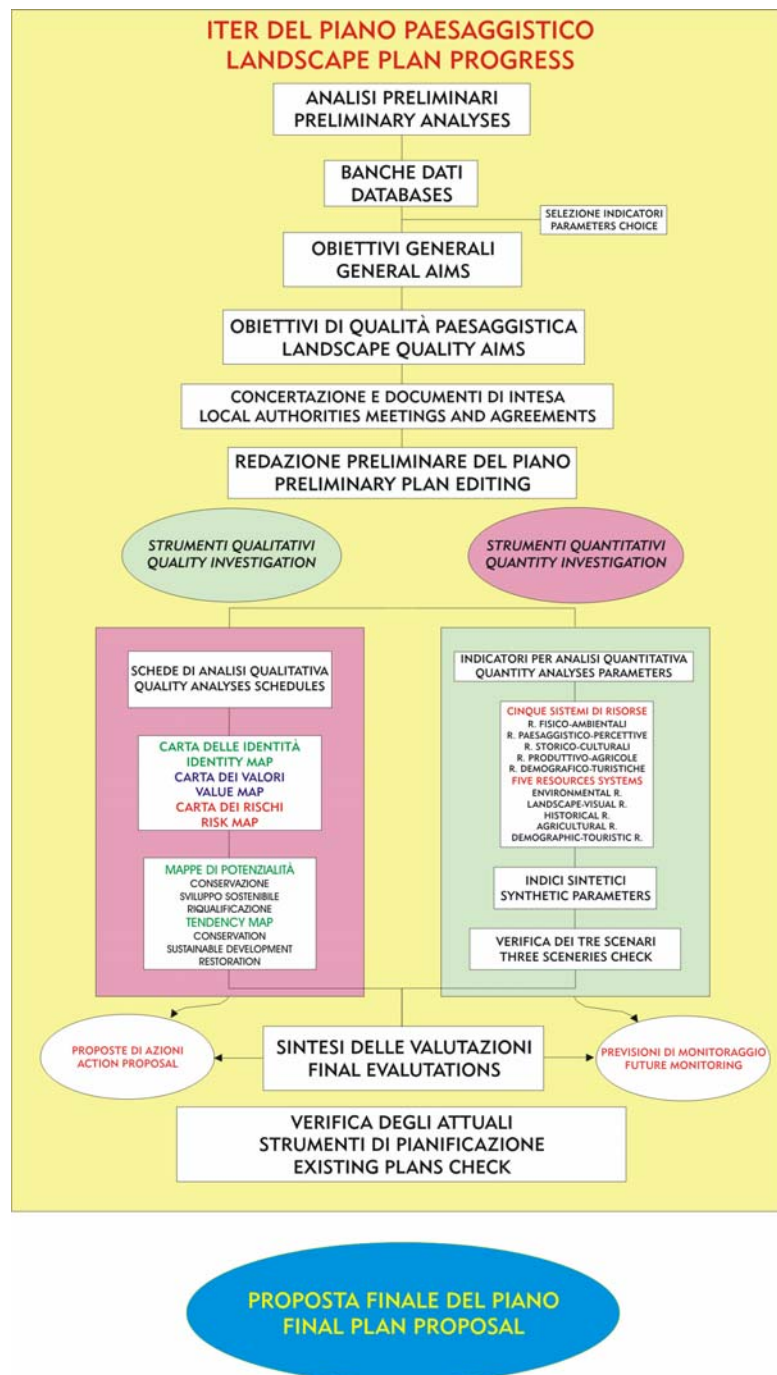 ITER DEL PIANO PAESAGGISTICO
LANDSCAPE PLAN PROGRESS
ANALISI PRELIMINARI
PRELIMINARY ANALYSES
BANCHE DATI
DATABASES
SELEZIONE INDICATORI
PARAMETERS CHOICE
OBIETTIVI GENERALI
GENERAL AIMS
OBIETTIVI DI QUALITÀ PAESAGGISTICA
LANDSCAPE QUALITY AIMS
CONCERTAZIONE E DOCUMENTI DI INTESA
LOCAL AUTHORITIES MEETINGS AND AGREEMENTS
REDAZIONE PRELIMINARE DEL PIANO
PRELIMINARY PLAN EDITING
STRUMENTI QUALITATIVI
QUALITY INVESTIGATION
STRUMENTI QUANTITATIVI
QUANTITY INVESTIGATION
SCHEDE DI ANALISI QUALITATIVA
QUALITY ANALYSES SCHEDULES
CARTA DELLE IDENTITÀ
IDENTITY MAP
CARTA DEI VALORI
VALUE MAP
CARTA DEI RISCHI
RISK MAP
MAPPE DI POTENZIALITÀ
CONSERVAZIONE
SVILUPPO SOSTENIBILE
RIQUALIFICAZIONE
TENDENCY MAP
CONSERVATION
SUSTAINABLE DEVELOPMENT
RESTORATION
INDICATORI PER ANALISI QUANTITATIVA
QUANTITY ANALYSES PARAMETERS
CINQUE SISTEMI DI RISORSE
R. FISICO-AMBIENTALI
R. PAESAGGISTICO-PERCETTIVE
R. STORICO-CULTURALI
R. PRODUTTIVO-AGRICOLE
R. DEMOGRAFICO-TURISTICHE
FIVE RESOURCES SYSTEMS
ENVIRONMENTAL R.
LANDSCAPE-VISUAL R.
HISTORICAL R.
AGRICULTURAL R.
DEMOGRAPHIC-TOURISTIC R.
INDICI SINTETICI
SYNTHETIC PARAMETERS
VERIFICA DEI TRE SCENARI
THREE SCENERIES CHECK
PROPOSTE DI AZIONI
ACTION PROPOSAL
SINTESI DELLE VALUTAZIONI
FINAL EVALUTATIONS
PREVISIONI DI MONITORAGGIO
FUTURE MONITORING
VERIFICA DEGLI ATTUALI
STRUMENTI DI PIANIFICAZIONE
EXISTING PLANS CHECK
PROPOSTA FINALE DEL PIANO
FINAL PLAN PROPOSAL